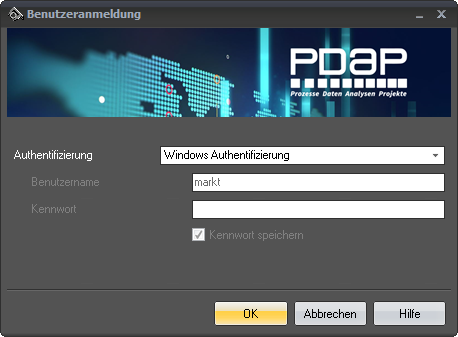 Benutzeranmeldung
PDAP
Prozesse Daten Analysen Projekte
Authentifizierung
Windows Authentifizierung
Benutzername
markt
Kennwort
Kennwort speichern
OK
Abbrechen
Hilfe